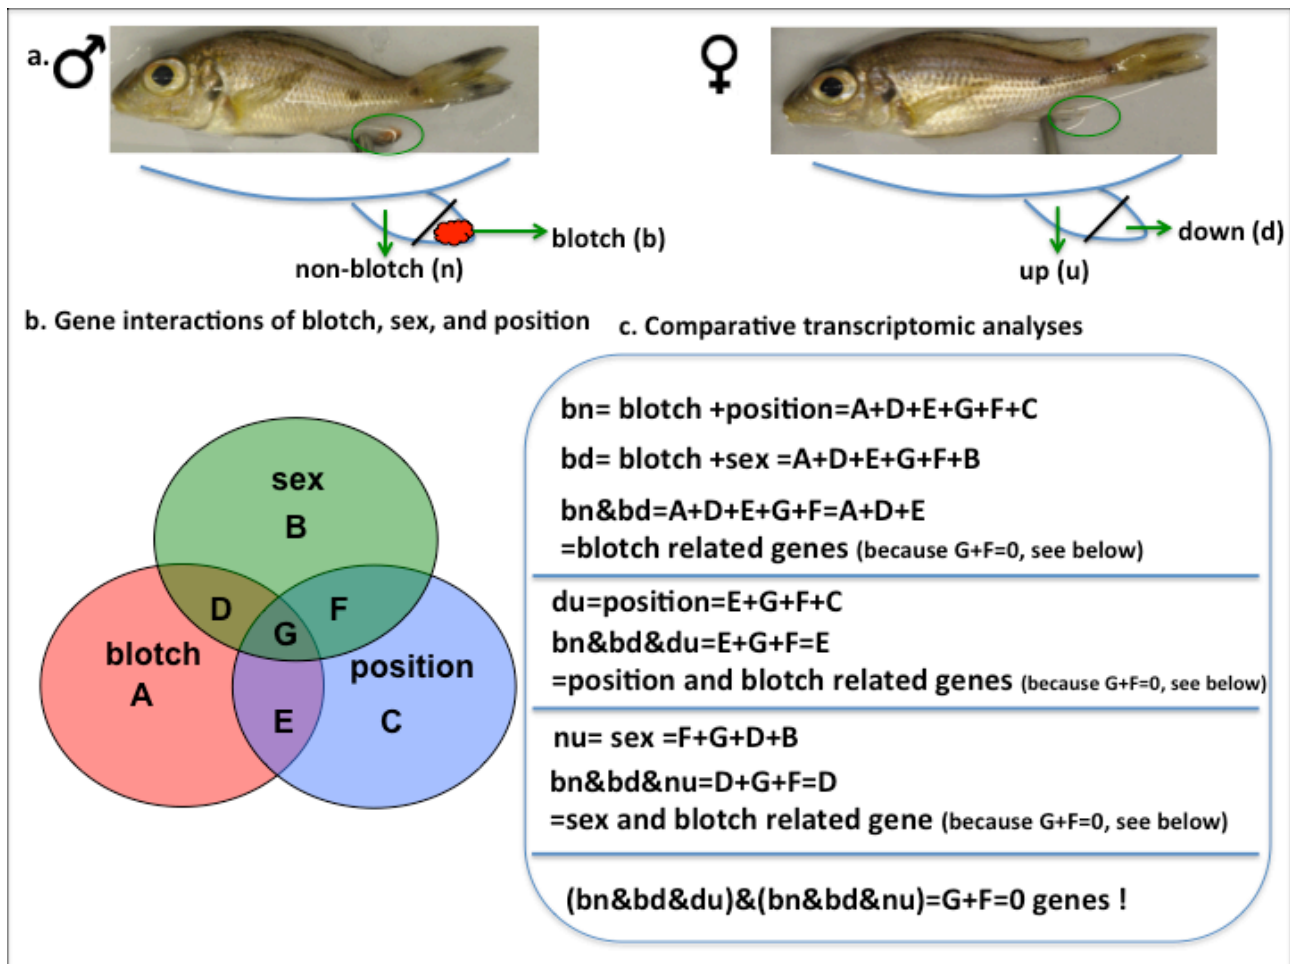 a. ♂ ♀
blotch (b)
non-blotch (n)
down (d)
up (u)
b. Gene interactions of blotch, sex, and position
sex
B
D
F
G
blotch
A
position
E
C
c. Comparative transcriptomic analyses
bn= blotch +position=A+D+E+G+F+C
bd= blotch +sex =A+D+E+G+F+B
bn&bd=A+D+E+G+F=A+D+E
=blotch related genes (because G+F=0, see below)
du=position=E+G+F+C
bn&bd&du=E+G+F=E
=position and blotch related genes (because G+F=0, see below)
nu= sex =F+G+D+B
bn&bd&nu=D+G+F=D
=sex and blotch related gene (because G+F=0, see below)
(bn&bd&du)&(bn&bd&nu)=G+F=0 genes !